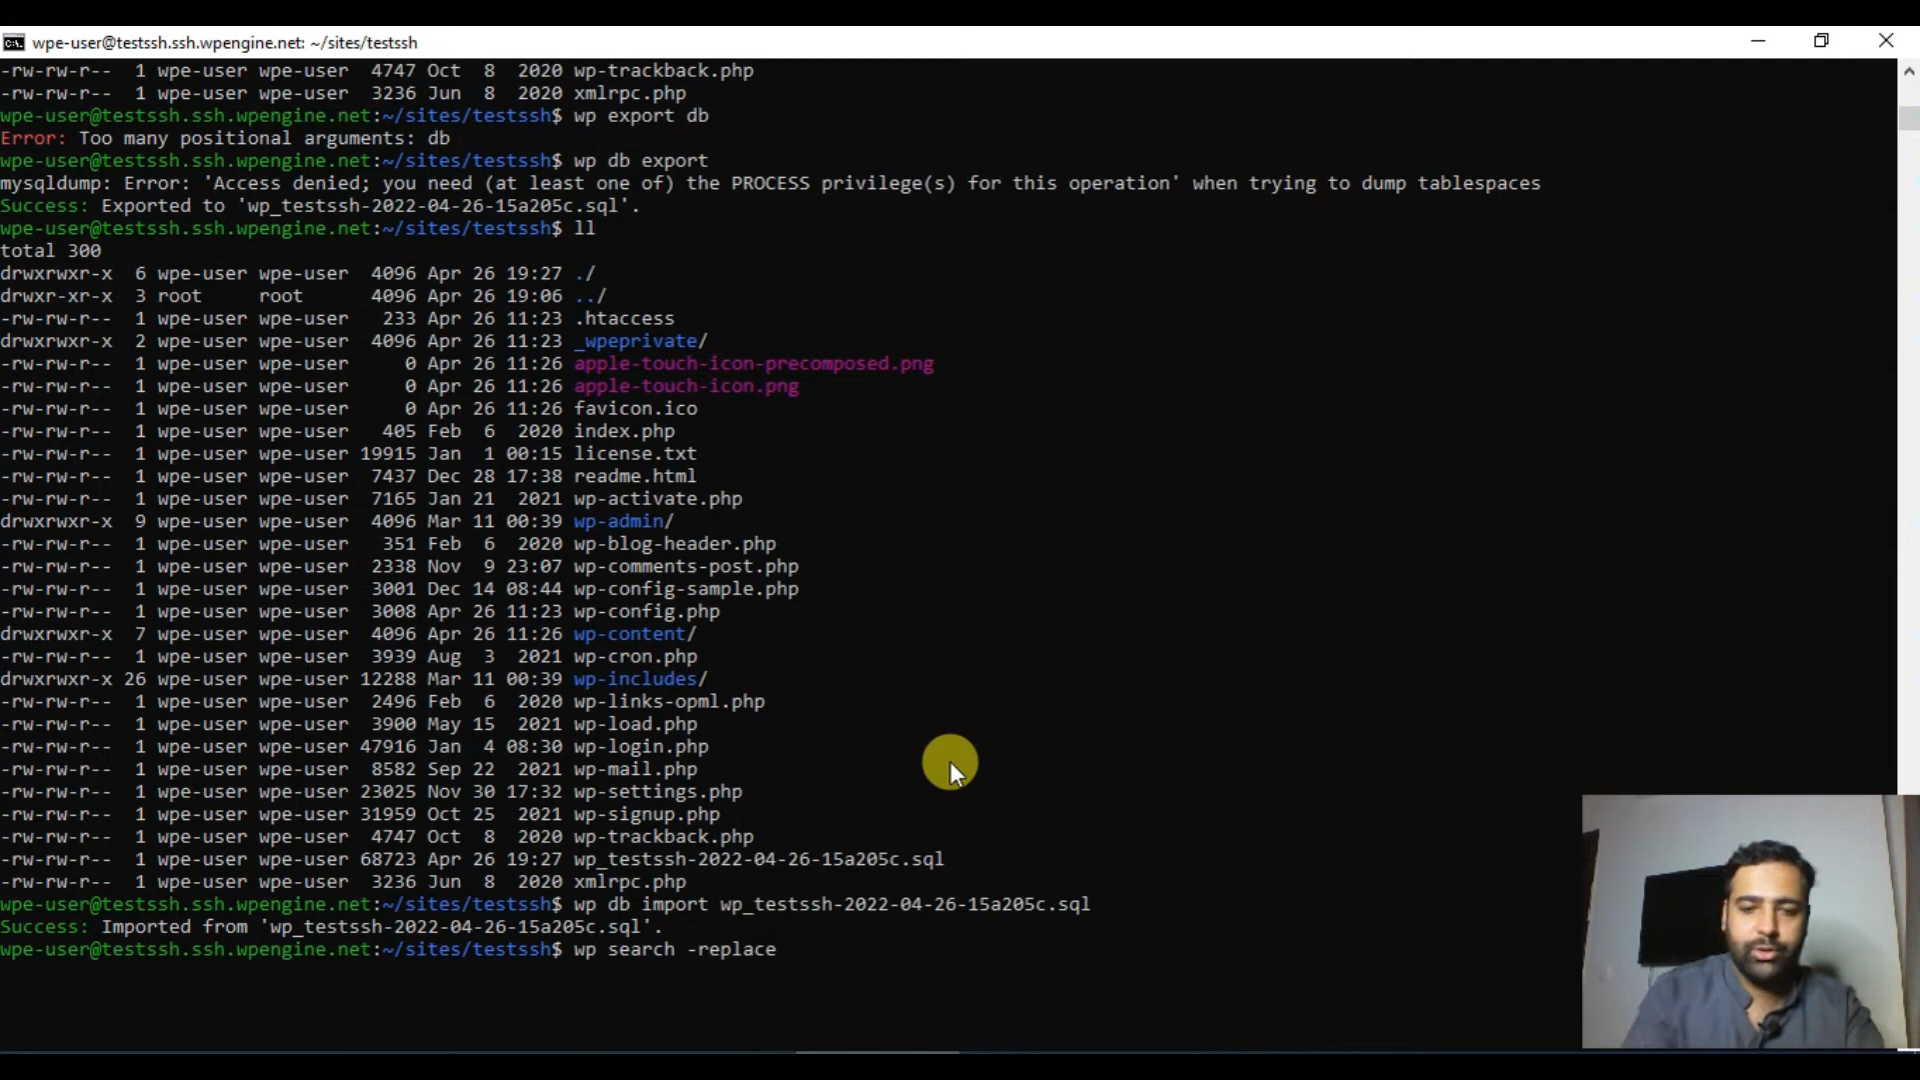 wpe-user@testssh.ssh.wpengine.net: ~/sites/testssh
-rw-rw-r-- 1 wpe-user wpe-user 4747 Oct 8 2020 wp-trackback.php
-rw-rw-r-- 1 wpe-user wpe-user 3236 Jun 8 2020 xmlrpc.php
wpe-user@testssh.ssh.wpengine.net:~/sites/testssh$ wp export db
Error: Too many positional arguments: db
wpe-user@testssh.ssh.wpengine.net:~/sites/testssh$ wp db export
mysqldump: Error: 'Access denied; you need (at least one of) the PROCESS privilege(s) for this operation' when trying to dump tablespaces
Success: Exported to 'wp_testssh-2022-04-26-15a205c.sql'.
wpe-user@testssh.ssh.wpengine.net:~/sites/testssh$ ll
total 300
drwxrwxr-x 6 wpe-user wpe-user 4096 Apr 26 19:27 ./
drwxr-xr-x 3 root root 4096 Apr 26 19:06 ../
-rw-rw-r-- 1 wpe-user wpe-user 233 Apr 26 11:23 .htaccess
drwxrwxr-x 2 wpe-user wpe-user 4096 Apr 26 11:23 _wpeprivate/
-rw-rw-r-- 1 wpe-user wpe-user 0 Apr 26 11:26 apple-touch-icon-precomposed.png
-rw-rw-r-- 1 wpe-user wpe-user 0 Apr 26 11:26 apple-touch-icon.png
-rw-rw-r-- 1 wpe-user wpe-user 0 Apr 26 11:26 favicon.ico
-rw-rw-r-- 1 wpe-user wpe-user 405 Feb 6 2020 index.php
-rw-rw-r-- 1 wpe-user wpe-user 19915 Jan 1 00:15 license.txt
-rw-rw-r-- 1 wpe-user wpe-user 7437 Dec 28 17:38 readme.html
-rw-rw-r-- 1 wpe-user wpe-user 7165 Jan 21 2021 wp-activate.php
drwxrwxr-x 9 wpe-user wpe-user 4096 Mar 11 00:39 wp-admin/
-rw-rw-r-- 1 wpe-user wpe-user 351 Feb 6 2020 wp-blog-header.php
-rw-rw-r-- 1 wpe-user wpe-user 2338 Nov 9 23:07 wp-comments-post.php
-rw-rw-r-- 1 wpe-user wpe-user 3001 Dec 14 08:44 wp-config-sample.php
-rw-rw-r-- 1 wpe-user wpe-user 3008 Apr 26 11:23 wp-config.php
drwxrwxr-x 7 wpe-user wpe-user 4096 Apr 26 11:26 wp-content/
-rw-rw-r-- 1 wpe-user wpe-user 3939 Aug 3 2021 wp-cron.php
drwxrwxr-x 26 wpe-user wpe-user 12288 Mar 11 00:39 wp-includes/
-rw-rw-r-- 1 wpe-user wpe-user 2496 Feb 6 2020 wp-links-opml.php
-rw-rw-r-- 1 wpe-user wpe-user 3900 May 15 2021 wp-load.php
-rw-rw-r-- 1 wpe-user wpe-user 47916 Jan 4 08:30 wp-login.php
-rw-rw-r-- 1 wpe-user wpe-user 8582 Sep 22 2021 wp-mail.php
-rw-rw-r-- 1 wpe-user wpe-user 23025 Nov 30 17:32 wp-settings.php
-rw-rw-r-- 1 wpe-user wpe-user 31959 Oct 25 2021 wp-signup.php
-rw-rw-r-- 1 wpe-user wpe-user 4747 Oct 8 2020 wp-trackback.php
-rw-rw-r-- 1 wpe-user wpe-user 68723 Apr 26 19:27 wp_testssh-2022-04-26-15a205c.sql
-rw-rw-r-- 1 wpe-user wpe-user 3236 Jun 8 2020 xmlrpc.php
wpe-user@testssh.ssh.wpengine.net:~/sites/testssh$ wp db import wp_testssh-2022-04-26-15a205c.sql
Success: Imported from 'wp_testssh-2022-04-26-15a205c.sql'.
wpe-user@testssh.ssh.wpengine.net:~/sites/testssh$ wp search -replace